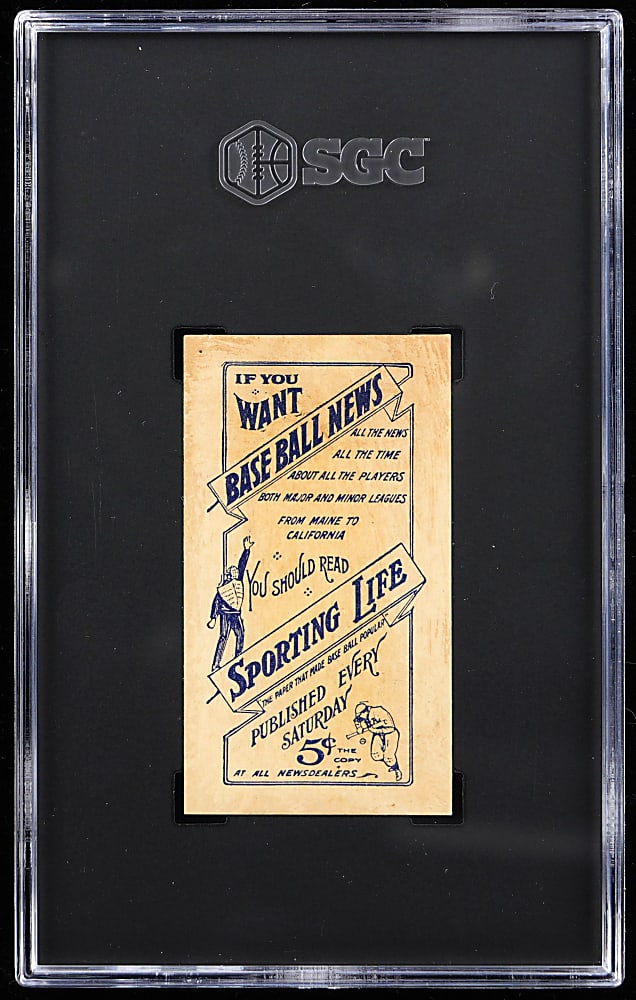 SGC
IF YOU
WANT
BASE BALL NEWS
ALL THE NEWS
ALL THE TIME
ABOUT ALL THE PLAYERS
BOTH MAJOR AND MINOR LEAGUES
FROM MAINE TO
CALIFORNIA
YOU SHOULD READ
SPORTING LIFE
"THE PAPER THAT MADE BASE BALL POPULAR"
PUBLISHED EVERY
SATURDAY
5¢ THE
COPY
AT ALL NEWSDEALERS